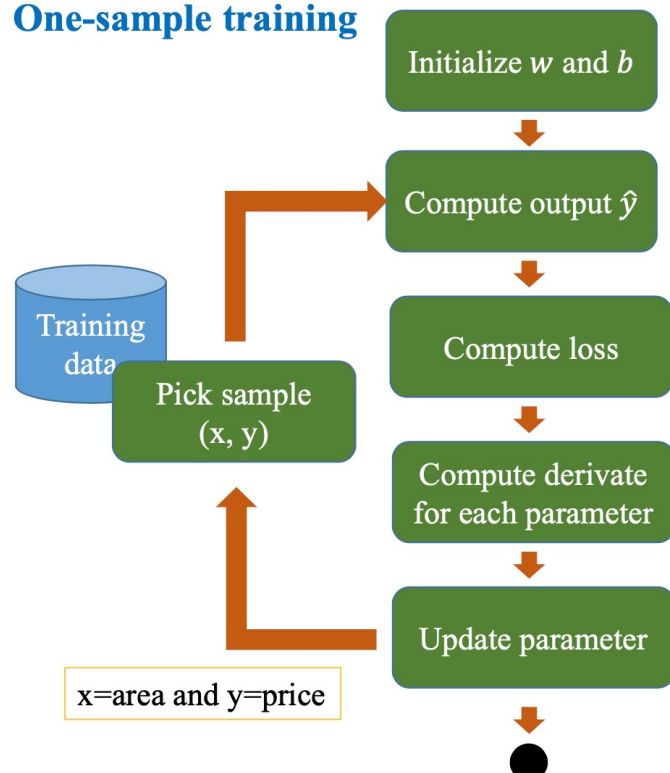 One-sample training
Initialize w and b
Compute output ŷ
Training
data
Compute loss
Pick sample
(x, y)
Compute derivate
for each parameter
Update parameter
x=area and y=price